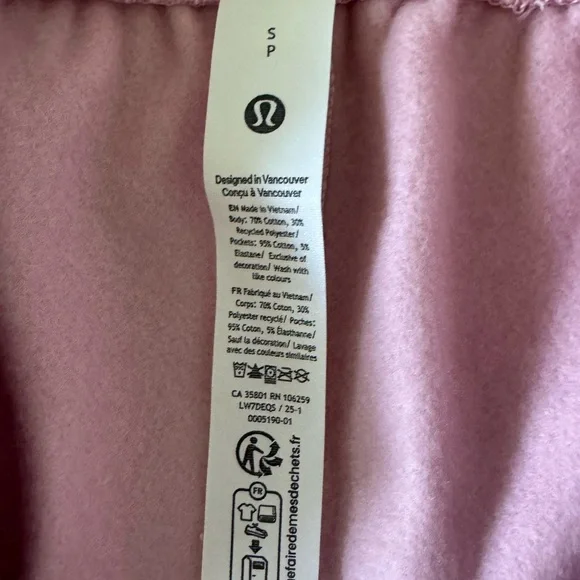 S
P
Designed in Vancouver
Conçu à Vancouver
EN Made in Vietnam/
Body: 70% Cotton, 30%
Recycled Polyester/
Pockets: 95% Cotton, 5%
Elastane/ Exclusive of
decoration/ Wash with
like colours
FR Fabriqué au Vietnam/
Corps: 70% Coton, 30%
Polyester recyclé/ Poches:
95% Coton, 5% Élasthanne/
Sauf la décoration/ Lavage
avec des couleurs similaires
CA 35801 RN 106259
LW7DEQS / 25-1
0005190-01
FR
efairedemesdechets.fr